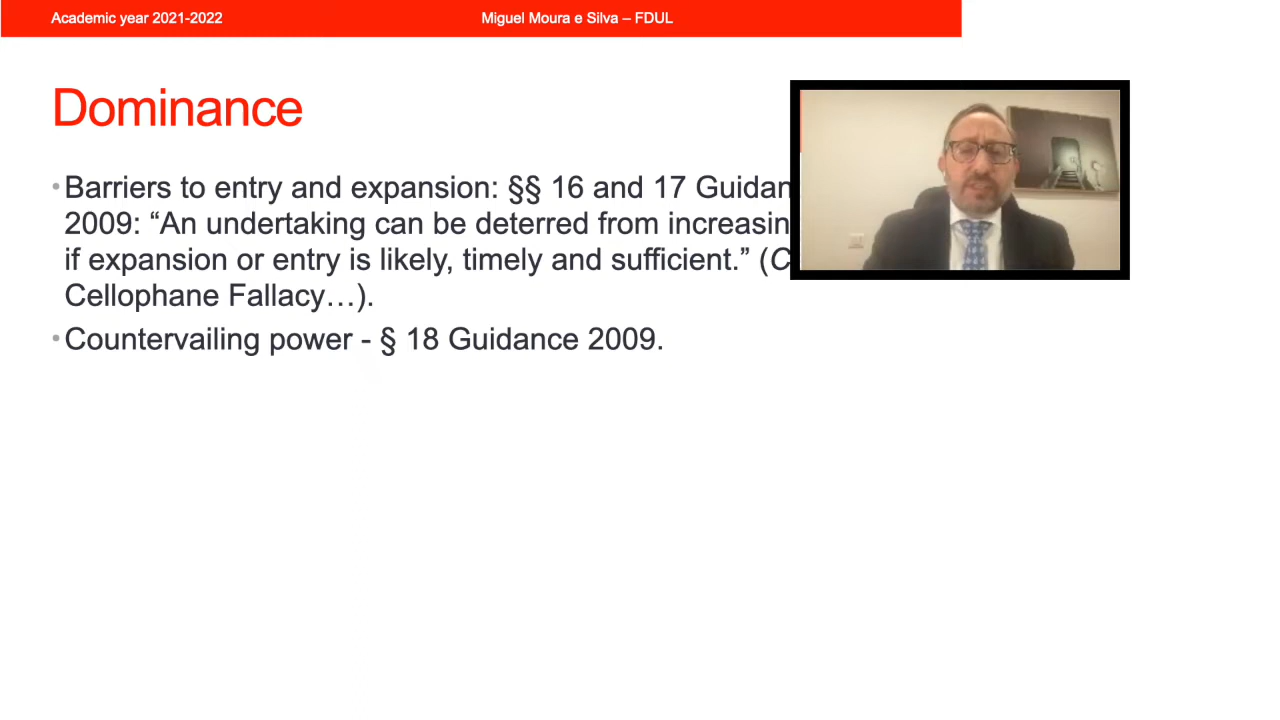 Academic year 2021-2022 Miguel Moura e Silva – FDUL
Dominance
•Barriers to entry and expansion: §§ 16 and 17
2009: “An undertaking can be deterred from
if expansion or entry is likely, timely and sufficient.” (
Cellophane Fallacy…).
•Countervailing power - § 18 Guidance 2009.